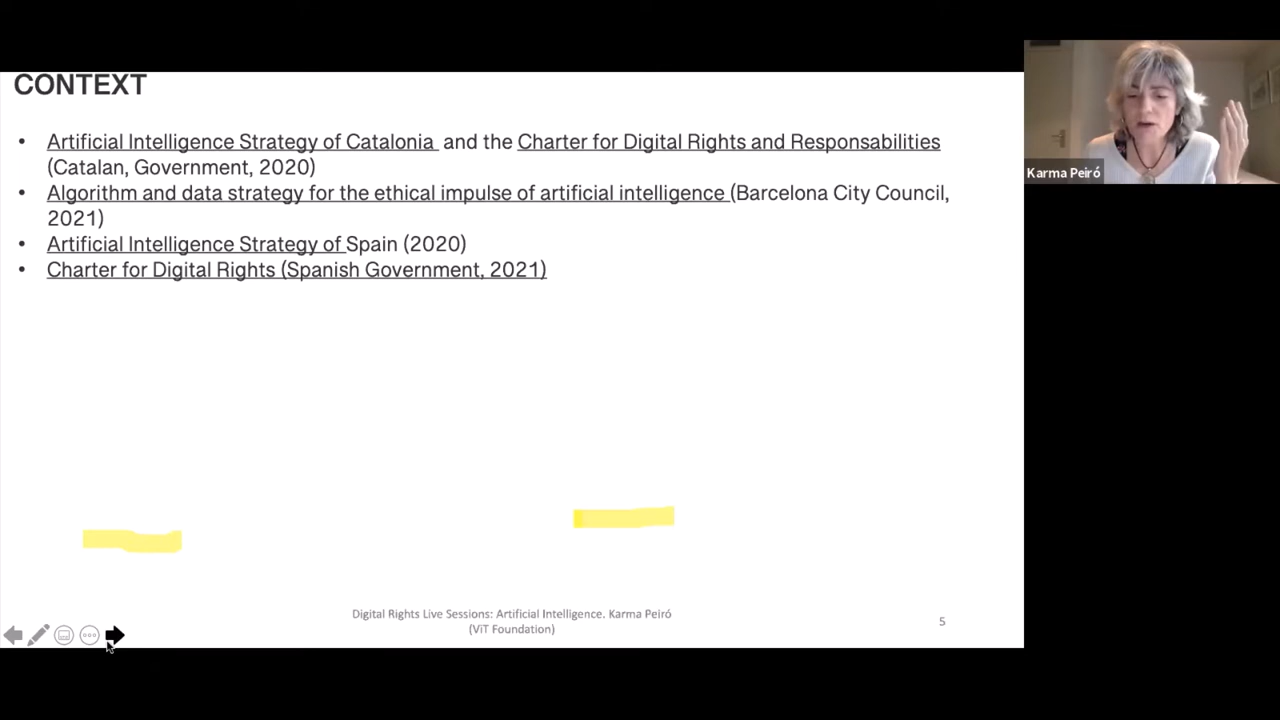 CONTEXT
• Artificial Intelligence Strategy of Catalonia and the Charter for Digital Rights and Responsabilities
(Catalan, Government, 2020)
• Algorithm and data strategy for the ethical impulse of artificial intelligence (Barcelona City Council,
2021)
• Artificial Intelligence Strategy of Spain (2020)
• Charter for Digital Rights (Spanish Government, 2021)
Digital Rights Live Sessions: Artificial Intelligence. Karma Peiró
(ViT Foundation)
5
Karma Peiró